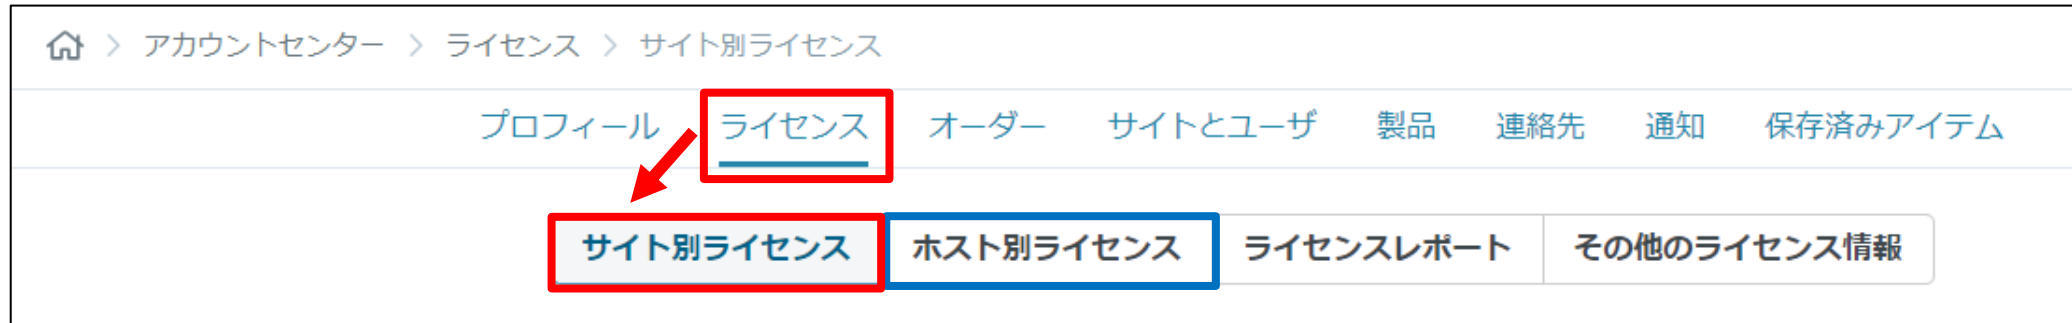 アカウントセンター > ライセンス > サイト別ライセンス
プロフィール ライセンス オーダー サイトとユーザ 製品 連絡先 通知 保存済みアイテム
サイト別ライセンス ホスト別ライセンス ライセンスレポート その他のライセンス情報